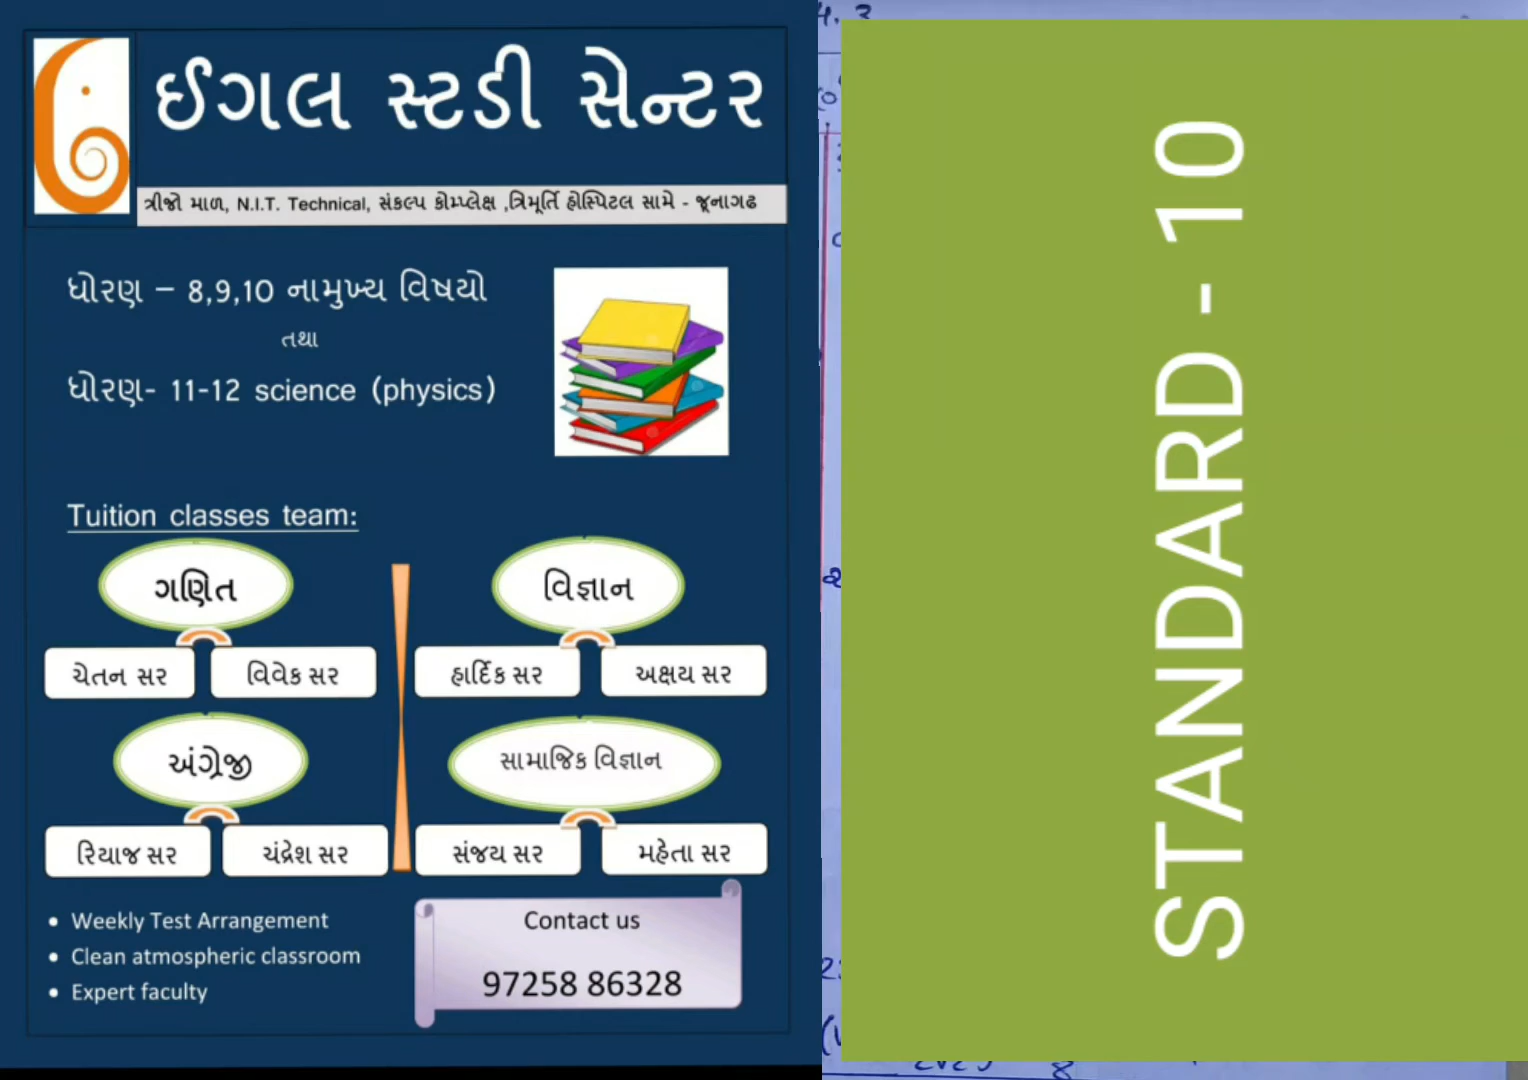 ઈગલ સ્ટડી સેન્ટર
ત્રીજો માળ, N.I.T. Technical, સંકલ્પ કોમ્પ્લેક્ષ ,ત્રિમૂર્તિ હોસ્પિટલ સામે - જૂનાગઢ
ધોરણ – 8,9,10 નામુખ્ય વિષયો
તથા
ધોરણ- 11-12 science (physics)
Tuition classes team:
ગણિત
ચેતન સર
વિવેક સર
વિજ્ઞાન
હાર્દિક સર
અક્ષય સર
અંગ્રેજી
રિયાજ સર
ચંદ્રેશ સર
સામાજિક વિજ્ઞાન
સંજય સર
મહેતા સર
• Weekly Test Arrangement
• Clean atmospheric classroom
• Expert faculty
Contact us
97258 86328
STANDARD - 10